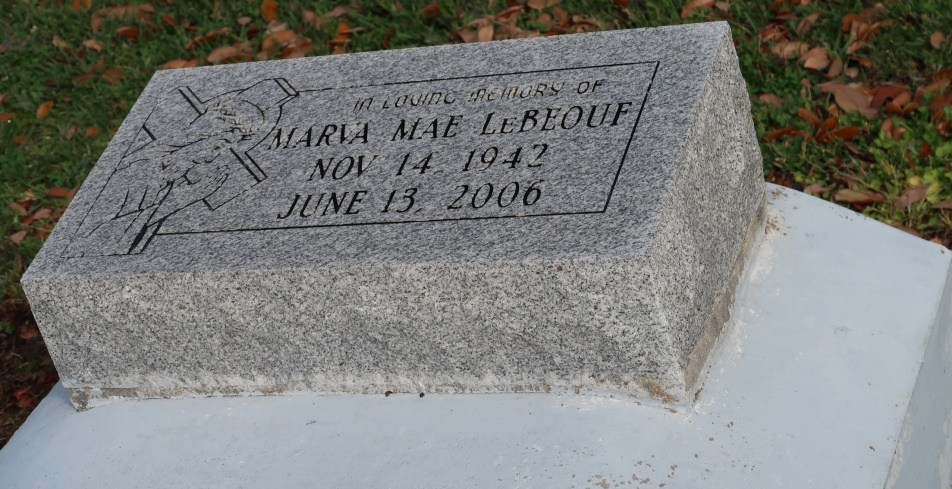 IN LOVING MEMORY OF
MARVA MAE LEBEOUF
NOV 14, 1942
JUNE 13, 2006